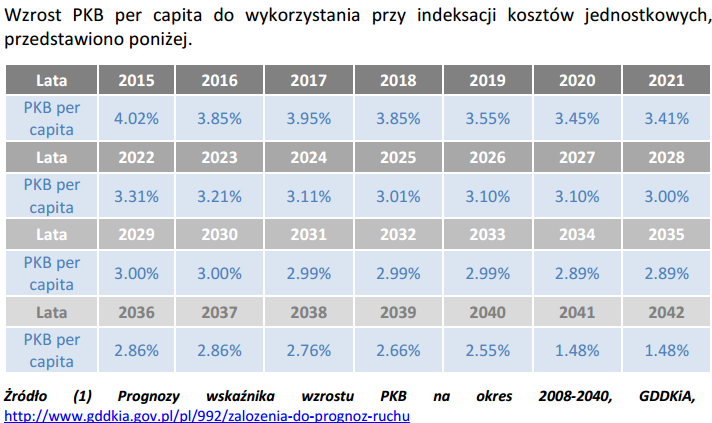 Wzrost PKB per capita do wykorzystania przy indeksacji kosztów jednostkowych,
przedstawiono poniżej.
Lata 2015 2016 2017 2018 2019 2020 2021
PKB per
capita 4.02% 3.85% 3.95% 3.85% 3.55% 3.45% 3.41%
Lata 2022 2023 2024 2025 2026 2027 2028
PKB per
capita 3.31% 3.21% 3.11% 3.01% 3.10% 3.10% 3.00%
Lata 2029 2030 2031 2032 2033 2034 2035
PKB per
capita 3.00% 3.00% 2.99% 2.99% 2.99% 2.89% 2.89%
Lata 2036 2037 2038 2039 2040 2041 2042
PKB per
capita 2.86% 2.86% 2.76% 2.66% 2.55% 1.48% 1.48%
Żródło (1) Prognozy wskaźnika wzrostu PKB na okres 2008-2040, GDDKiA,
http://www.gddkia.gov.pl/pl/992/zalozenia-do-prognoz-ruchu